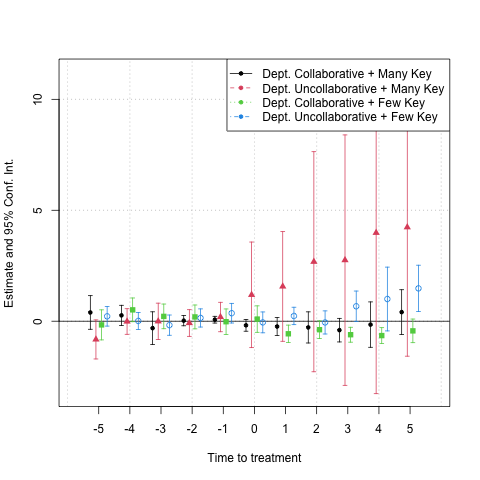 Dept. Collaborative + Many Key
Dept. Uncollaborative + Many Key
Dept. Collaborative + Few Key
Dept. Uncollaborative + Few Key
Estimate and 95% Conf. Int.
10
5
0
-5 -4 -3 -2 -1 0 1 2 3 4 5
Time to treatment